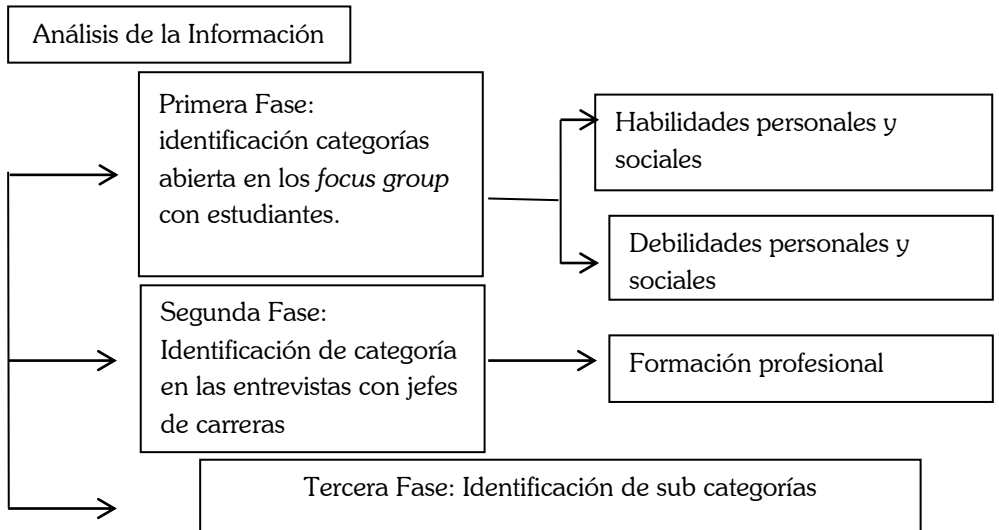 Análisis de la Información
Primera Fase:
identificación categorías
abierta en los focus group
con estudiantes.
Habilidades personales y
sociales
Debilidades personales y
sociales
Segunda Fase:
Identificación de categoría
en las entrevistas con jefes
de carreras
Formación profesional
Tercera Fase: Identificación de sub categorías